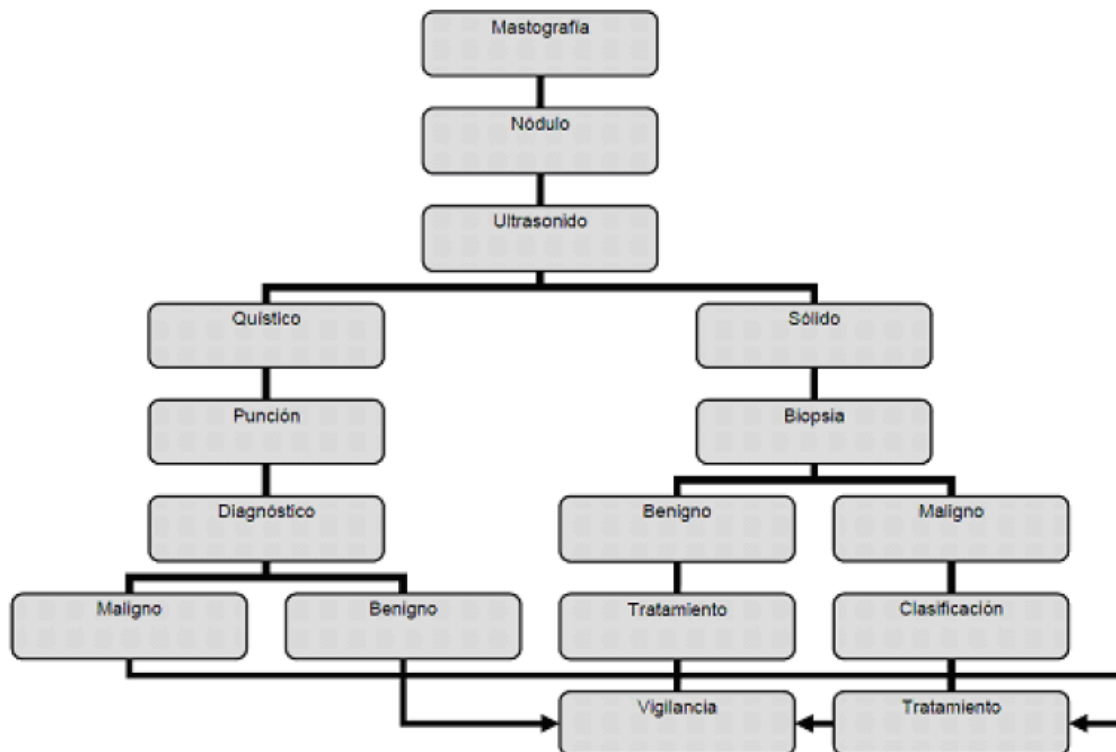 Mastografía
Nódulo
Ultrasonido
Quístico
Sólido
Punción
Biopsia
Diagnóstico
Benigno
Maligno
Maligno
Benigno
Tratamiento
Clasificación
Vigilancia
Tratamiento